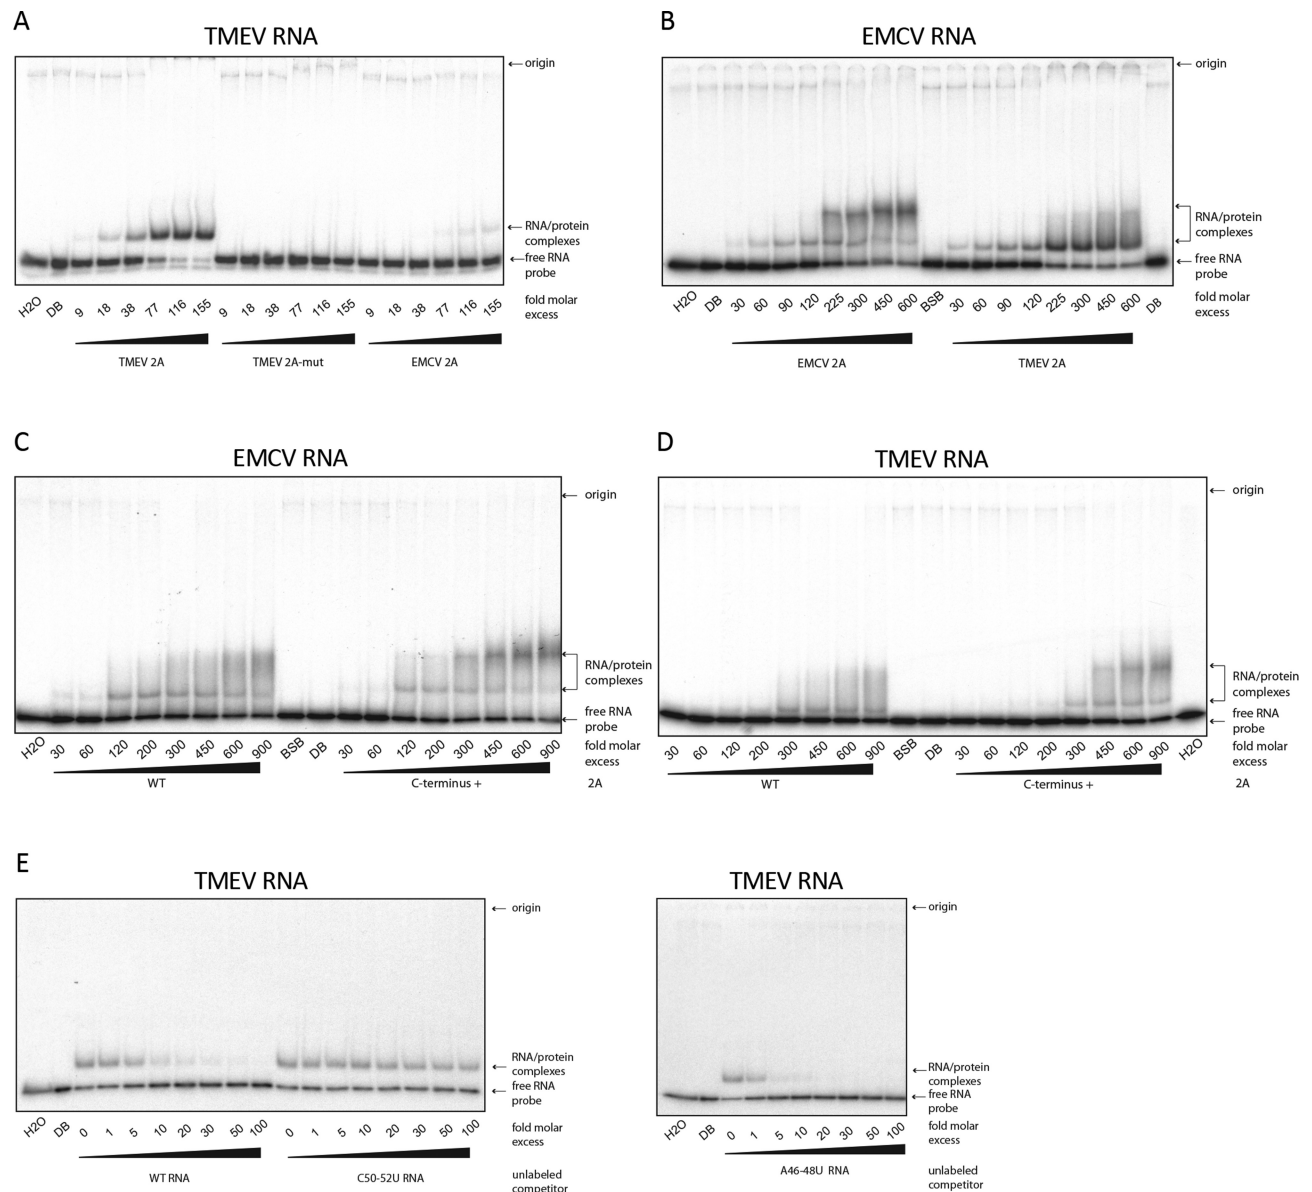 A
TMEV RNA
origin
RNA/protein
complexes
free RNA
probe
H2O DB 9 18 38 77 116 155 9 18 38 77 116 155 9 18 38 77 116 155
fold molar
excess
TMEV 2A TMEV 2A-mut EMCV 2A
B
EMCV RNA
origin
RNA/protein
complexes
free RNA
probe
H2O DB 30 60 90 120 225 300 450 600 BSB 30 60 90 120 225 300 450 600 DB
fold molar
excess
EMCV 2A TMEV 2A
C
EMCV RNA
origin
RNA/protein
complexes
free RNA
probe
H2O 30 60 120 200 300 450 600 900 BSB DB 30 60 120 200 300 450 600 900
fold molar
excess
WT C-terminus + 2A
D
TMEV RNA
origin
RNA/protein
complexes
free RNA
probe
30 60 120 200 300 450 600 900 BSB DB 30 60 120 200 300 450 600 900 H2O
fold molar
excess
WT C-terminus + 2A
E
TMEV RNA
origin
RNA/protein
complexes
free RNA
probe
H2O DB 0 1 5 10 20 30 50 100 0 1 5 10 20 30 50 100
fold molar
excess
WT RNA C50-52U RNA
unlabeled
competitor
TMEV RNA
origin
RNA/protein
complexes
free RNA
probe
H2O DB 0 1 5 10 20 30 50 100
fold molar
excess
A46-48U RNA
unlabeled
competitor